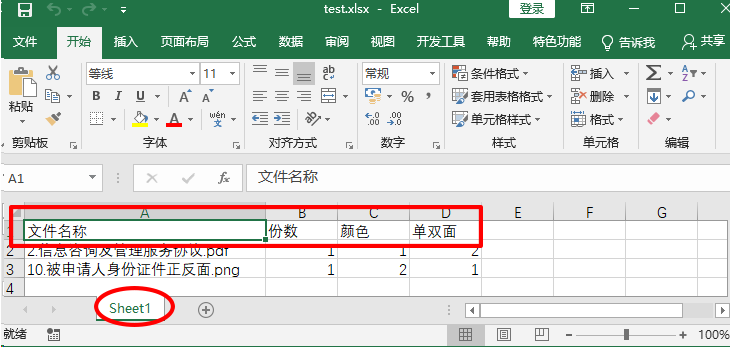 test.xlsx - Excel
登录
文件 开始 插入 页面布局 公式 数据 审阅 视图 开发工具 帮助 特色功能 告诉我 共享
粘贴
等线 11
B I U A A
wén 文
ab c
常规
% ,
.00 .0
条件格式
套用表格格式
单元格样式
插入
删除
格式
Σ A Z
剪贴板 字体 对齐方式 数字 样式 单元格 编辑
A1 fx 文件名称
A B C D E F G
1 文件名称 份数 颜色 单双面
2 2.信息咨询及管理服务协议.pdf 1 1 2
3 10.被申请人身份证件正反面.png 1 2 1
4
Sheet1
就绪 100%